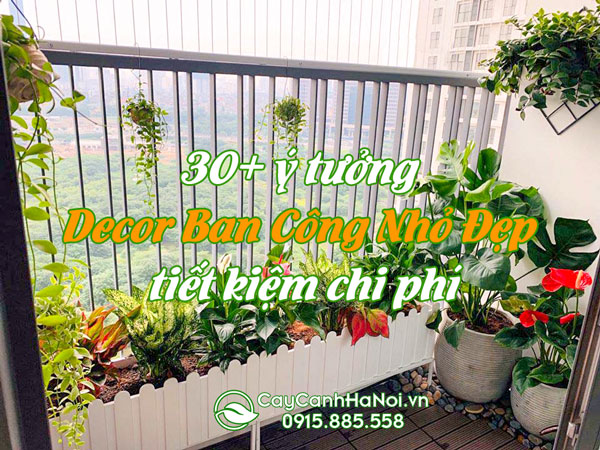 30+ ý tưởng
Decor Ban Công Nhỏ Đẹp
tiết kiệm chi phí
CayCanhHaNoi.vn
0915.885.558